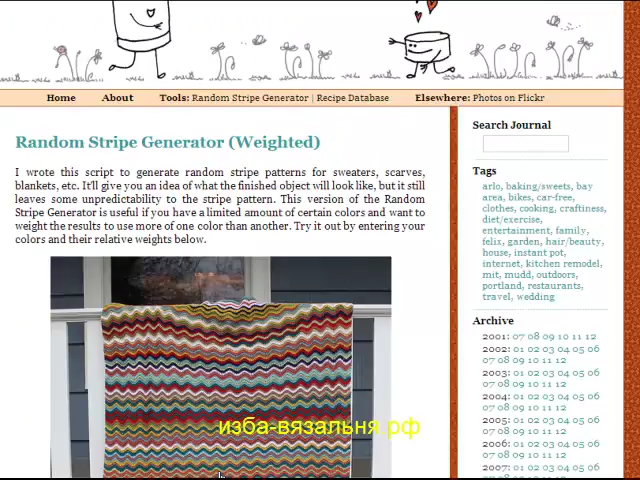 Home About Tools: Random Stripe Generator | Recipe Database Elsewhere: Photos on Flickr
Random Stripe Generator (Weighted)
I wrote this script to generate random stripe patterns for sweaters, scarves,
blankets, etc. It'll give you an idea of what the finished object will look like, but it still
leaves some unpredictability to the stripe pattern. This version of the Random
Stripe Generator is useful if you have a limited amount of certain colors and want to
weight the results to use more of one color than another. Try it out by entering your
colors and their relative weights below.
изба-вязальня.рф
Search Journal
Tags
arlo, baking/sweets, bay
area, bikes, car-free,
clothes, cooking, craftiness,
diet/exercise,
entertainment, family,
felix, garden, hair/beauty,
house, instant pot,
internet, kitchen remodel,
mit, mudd, outdoors,
portland, restaurants,
travel, wedding
Archive
2001: 07 08 09 10 11 12
2002: 01 02 03 04 05 06
07 08 09 10 11 12
2003: 01 02 03 04 05 06
07 08 09 10 11 12
2004: 01 02 03 04 05 06
07 08 09 10 11 12
2005: 01 02 03 04 05 06
07 08 09 10 11 12
2006: 01 02 03 04 05 06
07 08 09 10 11 12
2007: 01 02 03 04 05 06